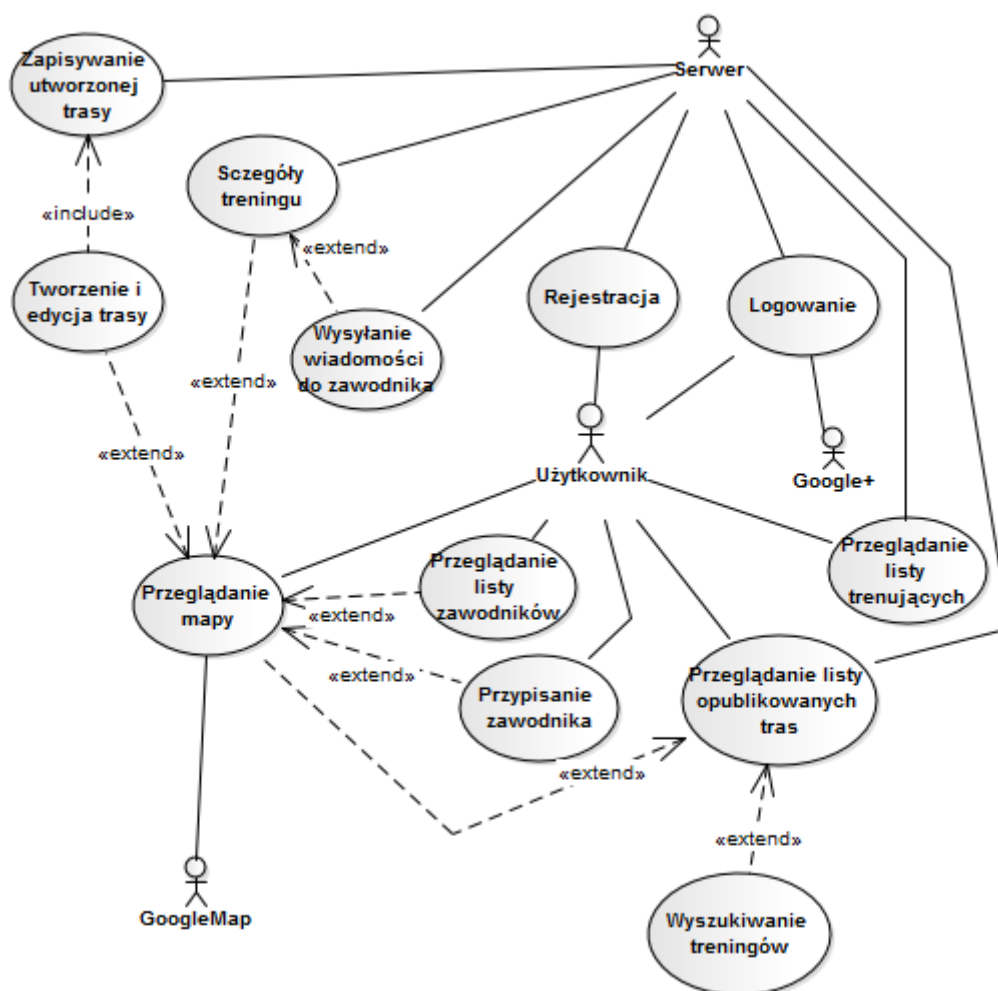 Serwer
Zapisywanie
utworzonej
trasy
Sczegóły
treningu
«include»
«extend»
Tworzenie i
edycja trasy
Rejestracja
Logowanie
Wysyłanie
wiadomości
do zawodnika
«extend»
«extend»
Użytkownik
Google+
Przeglądanie
mapy
Przeglądanie
listy
zawodników
Przeglądanie
listy
trenujących
«extend»
«extend»
Przypisanie
zawodnika
Przeglądanie listy
opublikowanych
tras
«extend»
«extend»
GoogleMap
Wyszukiwanie
treningów